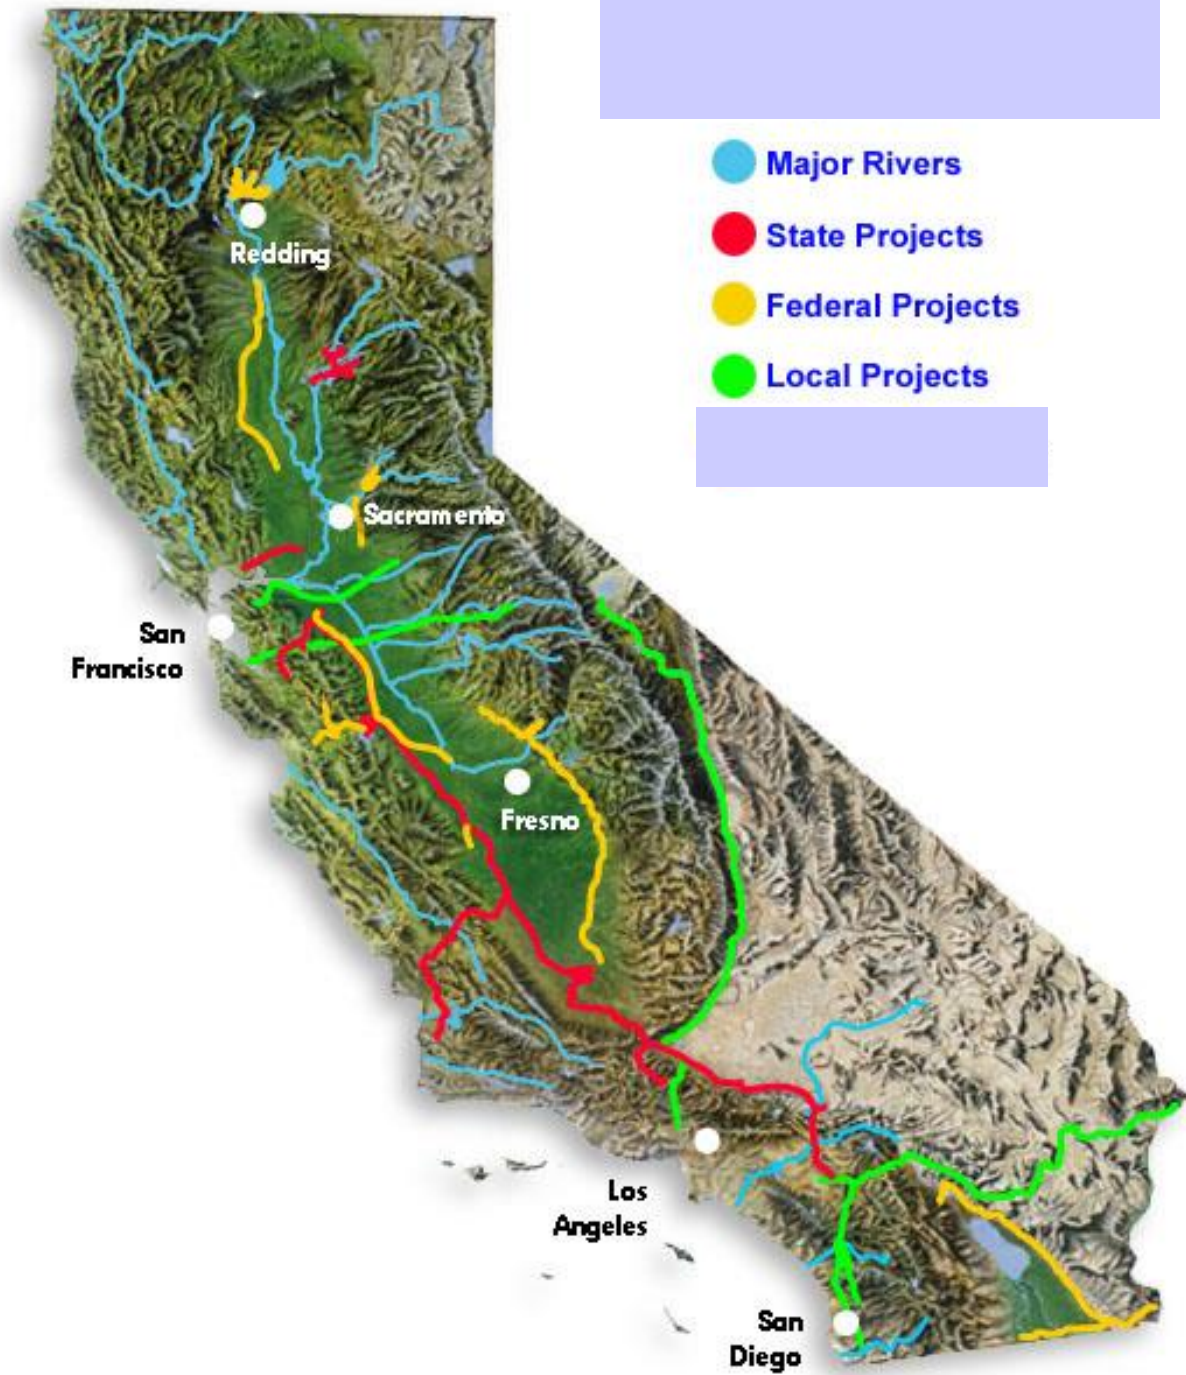 Major Rivers
State Projects
Federal Projects
Local Projects
Redding
Sacramento
San
Francisco
Fresno
Los
Angeles
San
Diego